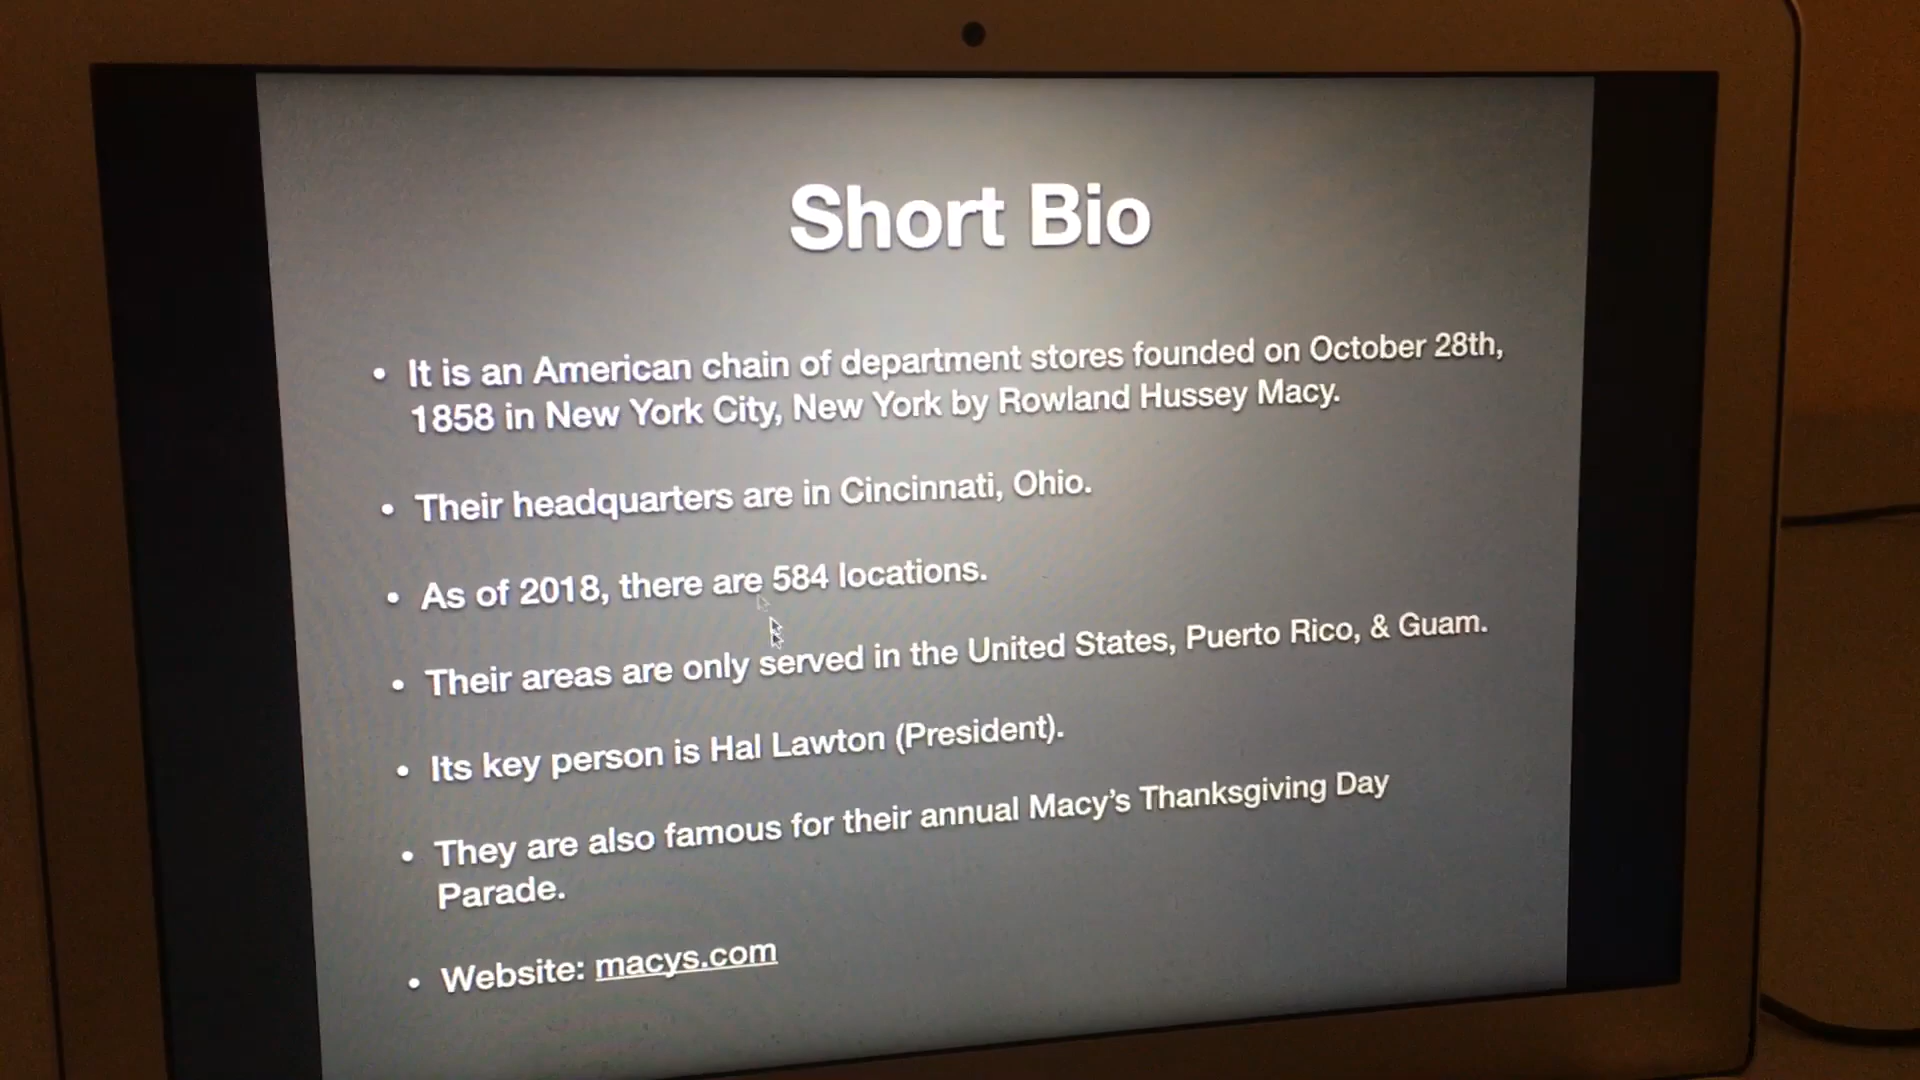 Short Bio
• It is an American chain of department stores founded on October 28th,
1858 in New York City, New York by Rowland Hussey Macy.
• Their headquarters are in Cincinnati, Ohio.
• As of 2018, there are 584 locations.
• Their areas are only served in the United States, Puerto Rico, & Guam.
• Its key person is Hal Lawton (President).
• They are also famous for their annual Macy’s Thanksgiving Day
Parade.
• Website: macys.com